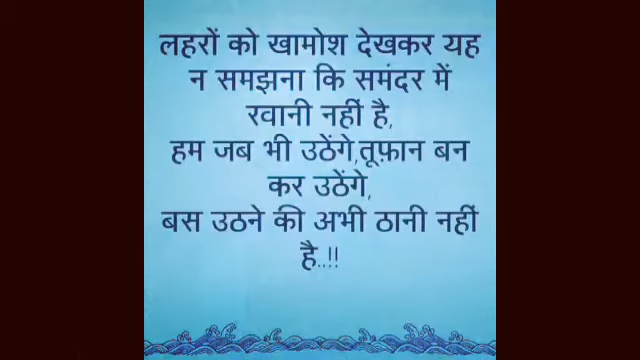 लहरों को खामोश देखकर यह
न समझना कि समंदर में
रवानी नहीं है,
हम जब भी उठेंगे,तूफ़ान बन
कर उठेंगे,
बस उठने की अभी ठानी नहीं
है..!!